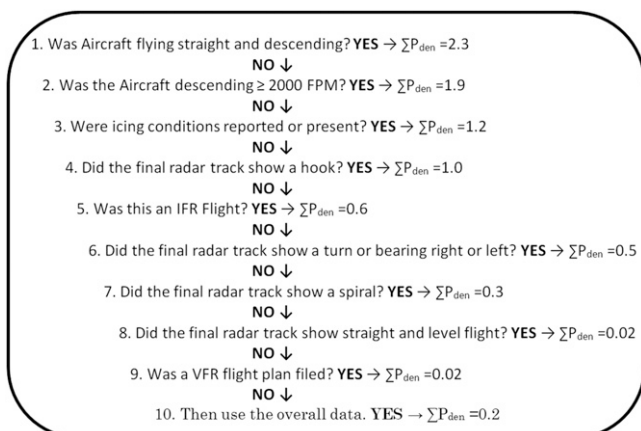 1. Was Aircraft flying straight and descending? YES → ∑Pden =2.3
NO ↓
2. Was the Aircraft descending ≥ 2000 FPM? YES → ∑Pden =1.9
NO ↓
3. Were icing conditions reported or present? YES → ∑Pden =1.2
NO ↓
4. Did the final radar track show a hook? YES → ∑Pden =1.0
NO ↓
5. Was this an IFR Flight? YES → ∑Pden =0.6
NO ↓
6. Did the final radar track show a turn or bearing right or left? YES → ∑Pden =0.5
NO ↓
7. Did the final radar track show a spiral? YES → ∑Pden =0.3
NO ↓
8. Did the final radar track show straight and level flight? YES → ∑Pden =0.02
NO ↓
9. Was a VFR flight plan filed? YES → ∑Pden =0.02
NO ↓
10. Then use the overall data. YES → ∑Pden =0.2